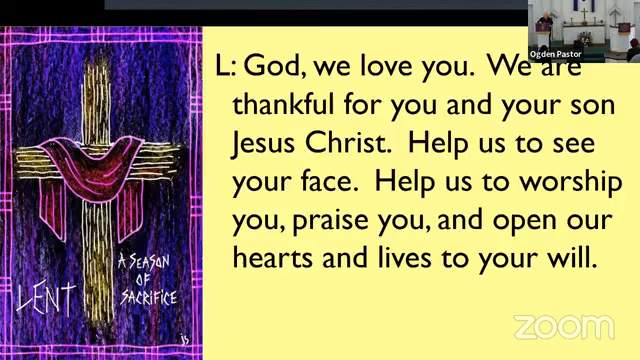 Ogden Pastor
L: God, we love you. We are
thankful for you and your son
Jesus Christ. Help us to see
your face. Help us to worship
you, praise you, and open our
hearts and lives to your will.
LENT
A SEASON
OF
SACRIFICE
js
zoom